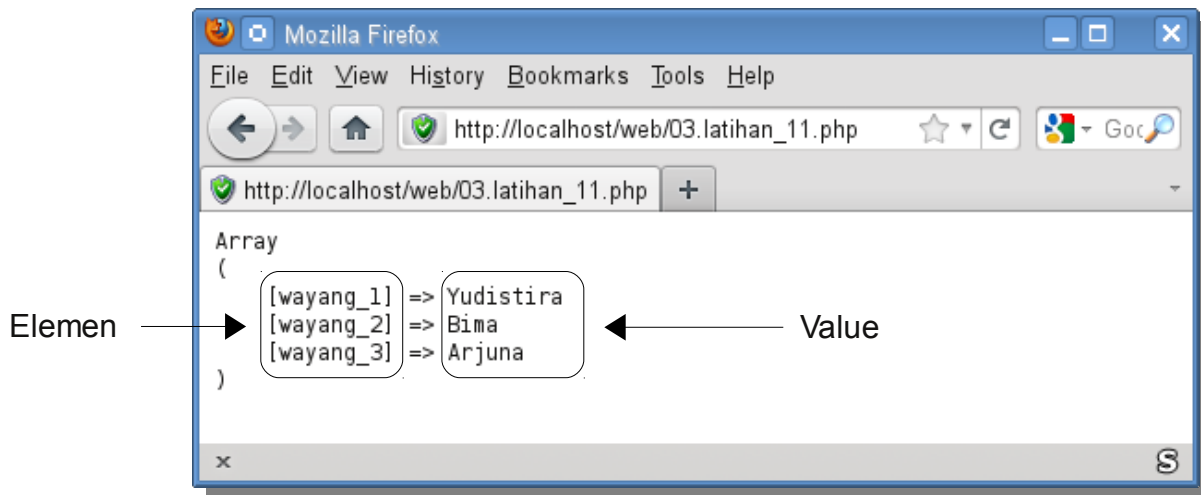 Mozilla Firefox
File Edit View History Bookmarks Tools Help
http://localhost/web/03.latihan_11.php
Goo
http://localhost/web/03.latihan_11.php +
Array
(
[wayang_1] => Yudistira
[wayang_2] => Bima
[wayang_3] => Arjuna
)
Elemen
Value
x S